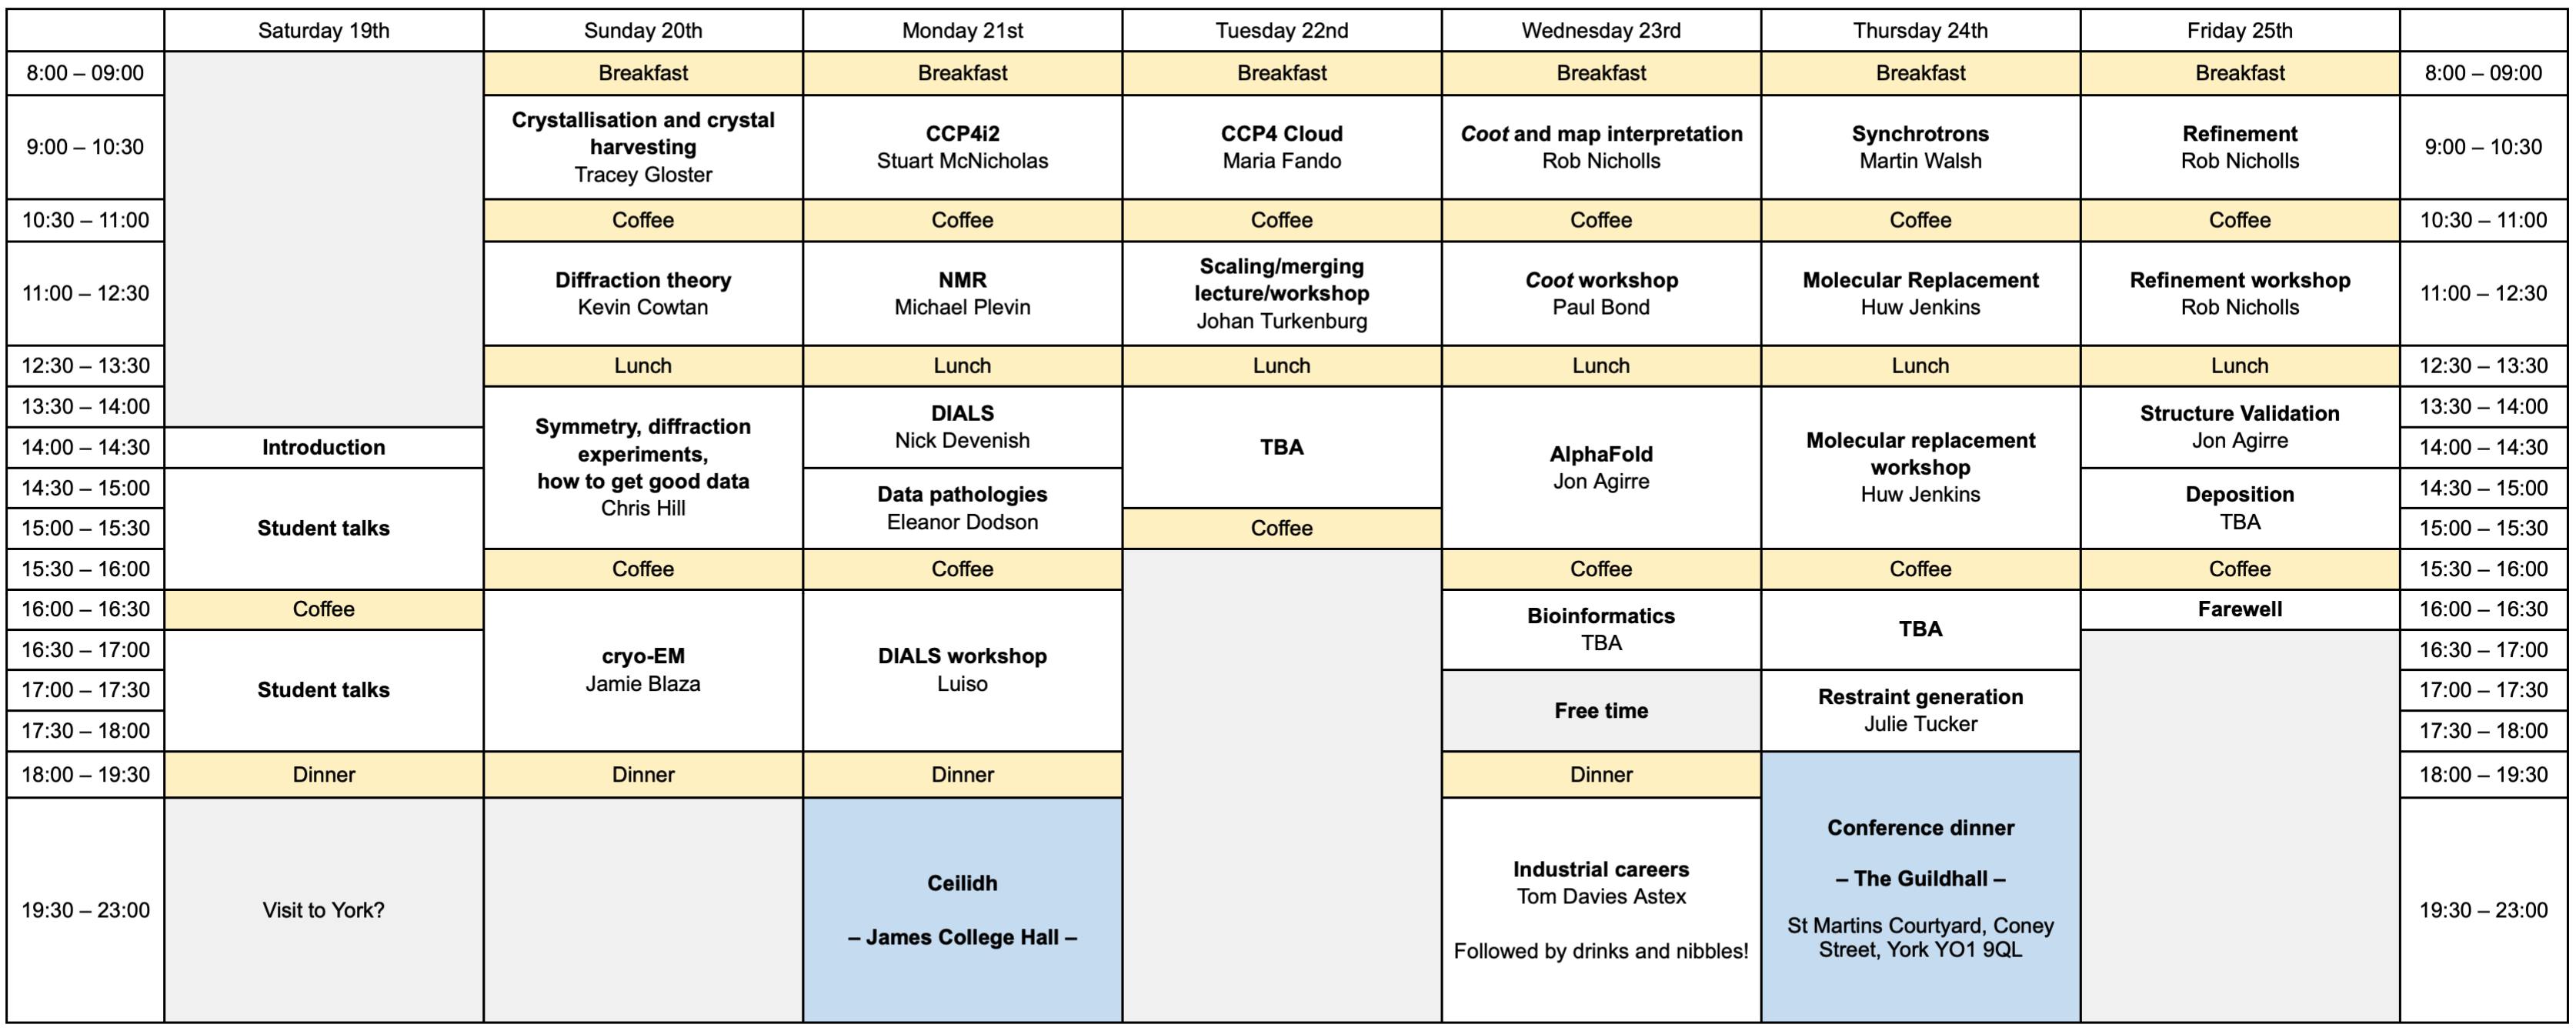 Saturday 19th
Sunday 20th
Monday 21st
Tuesday 22nd
Wednesday 23rd
Thursday 24th
Friday 25th
8:00 – 09:00
Breakfast
Breakfast
Breakfast
Breakfast
Breakfast
Breakfast
8:00 – 09:00
9:00 – 10:30
Crystallisation and crystal
harvesting
Tracey Gloster
CCP4i2
Stuart McNicholas
CCP4 Cloud
Maria Fando
Coot and map interpretation
Rob Nicholls
Synchrotrons
Martin Walsh
Refinement
Rob Nicholls
9:00 – 10:30
10:30 – 11:00
Coffee
Coffee
Coffee
Coffee
Coffee
Coffee
10:30 – 11:00
11:00 – 12:30
Diffraction theory
Kevin Cowtan
NMR
Michael Plevin
Scaling/merging
lecture/workshop
Johan Turkenburg
Coot workshop
Paul Bond
Molecular Replacement
Huw Jenkins
Refinement workshop
Rob Nicholls
11:00 – 12:30
12:30 – 13:30
Lunch
Lunch
Lunch
Lunch
Lunch
Lunch
12:30 – 13:30
13:30 – 14:00
Symmetry, diffraction
experiments,
how to get good data
Chris Hill
DIALS
Nick Devenish
TBA
AlphaFold
Jon Agirre
Molecular replacement
workshop
Huw Jenkins
Structure Validation
Jon Agirre
13:30 – 14:00
14:00 – 14:30
Introduction
14:00 – 14:30
14:30 – 15:00
Student talks
Data pathologies
Eleanor Dodson
Deposition
TBA
14:30 – 15:00
15:00 – 15:30
Coffee
15:00 – 15:30
15:30 – 16:00
Coffee
Coffee
Coffee
Coffee
Coffee
15:30 – 16:00
16:00 – 16:30
Coffee
cryo-EM
Jamie Blaza
DIALS workshop
Luiso
Bioinformatics
TBA
TBA
Farewell
16:00 – 16:30
16:30 – 17:00
Student talks
16:30 – 17:00
17:00 – 17:30
Free time
Restraint generation
Julie Tucker
17:00 – 17:30
17:30 – 18:00
17:30 – 18:00
18:00 – 19:30
Dinner
Dinner
Dinner
Dinner
Conference dinner
– The Guildhall –
St Martins Courtyard, Coney
Street, York YO1 9QL
18:00 – 19:30
19:30 – 23:00
Visit to York?
Ceilidh
– James College Hall –
Industrial careers
Tom Davies Astex
Followed by drinks and nibbles!
19:30 – 23:00